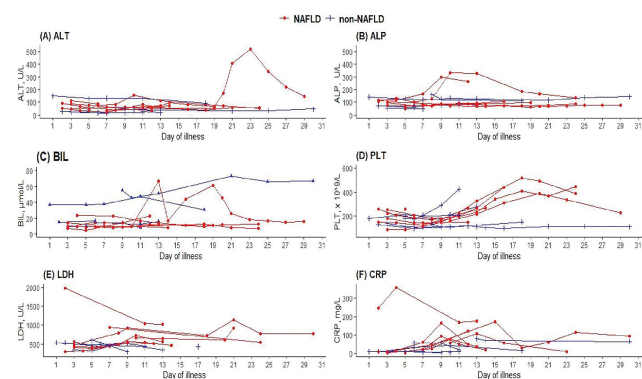 NAFLD non-NAFLD
(A) ALT
ALT, U/L
500
400
300
200
100
0
1 3 5 7 9 11 13 15 17 19 21 23 25 27 29 31
Day of illness
(B) ALP
ALP, U/L
500
400
300
200
100
0
1 3 5 7 9 11 13 15 17 19 21 23 25 27 29 31
Day of illness
(C) BIL
BIL, µmol/L
80
60
40
20
0
1 3 5 7 9 11 13 15 17 19 21 23 25 27 29 31
Day of illness
(D) PLT
PLT, x 10^9/L
600
400
200
0
1 3 5 7 9 11 13 15 17 19 21 23 25 27 29 31
Day of illness
(E) LDH
LDH, U/L
2000
1500
1000
500
1 3 5 7 9 11 13 15 17 19 21 23 25 27 29 31
Day of illness
(F) CRP
CRP, mg/L
300
200
100
0
1 3 5 7 9 11 13 15 17 19 21 23 25 27 29 31
Day of illness